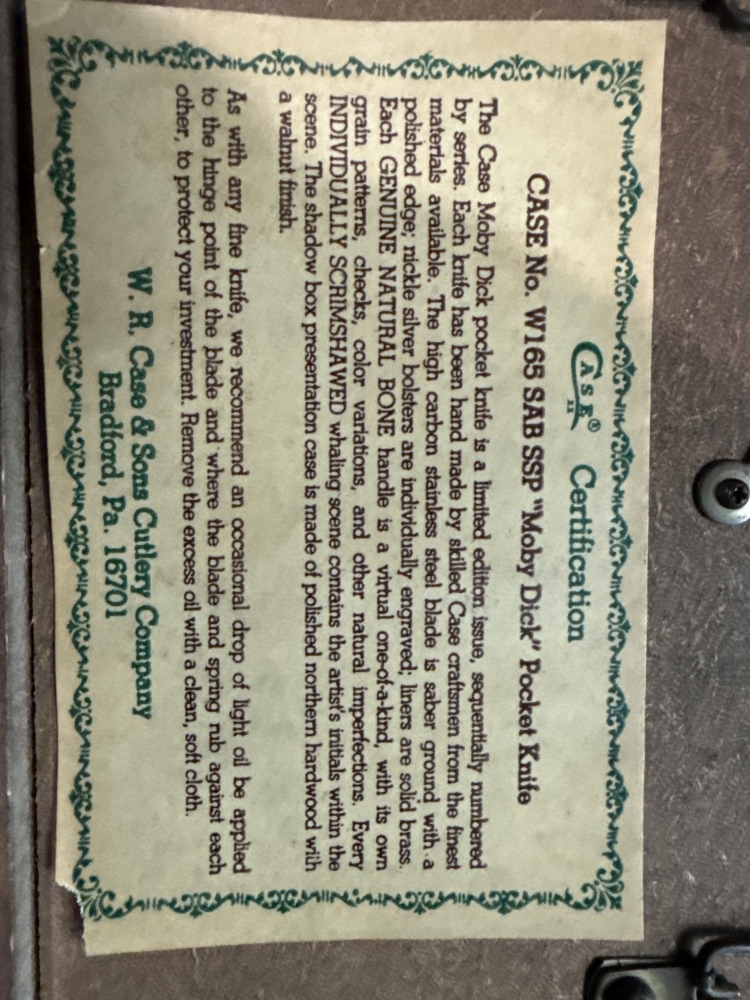 CASE XX® Certification
CASE No. W165 SAB SSP "Moby Dick" Pocket Knife
The Case Moby Dick pocket knife is a limited edition issue, sequentially numbered
by series. Each knife has been hand made by skilled Case craftsmen from the finest
materials available. The high carbon stainless steel blade is saber ground with a
polished edge; nickle silver bolsters are individually engraved; liners are solid brass.
Each GENUINE NATURAL BONE handle is a virtual one-of-a-kind, with its own
grain patterns, checks, color variations, and other natural imperfections. Every
INDIVIDUALLY SCRIMSHAWED whaling scene contains the artist's initials within the
scene. The shadow box presentation case is made of polished northern hardwood with
a walnut finish.
As with any fine knife, we recommend an occasional drop of light oil be applied
to the hinge point of the blade and where the blade and spring rub against each
other, to protect your investment. Remove the excess oil with a clean, soft cloth.
W. R. Case & Sons Cutlery Company
Bradford, Pa. 16701